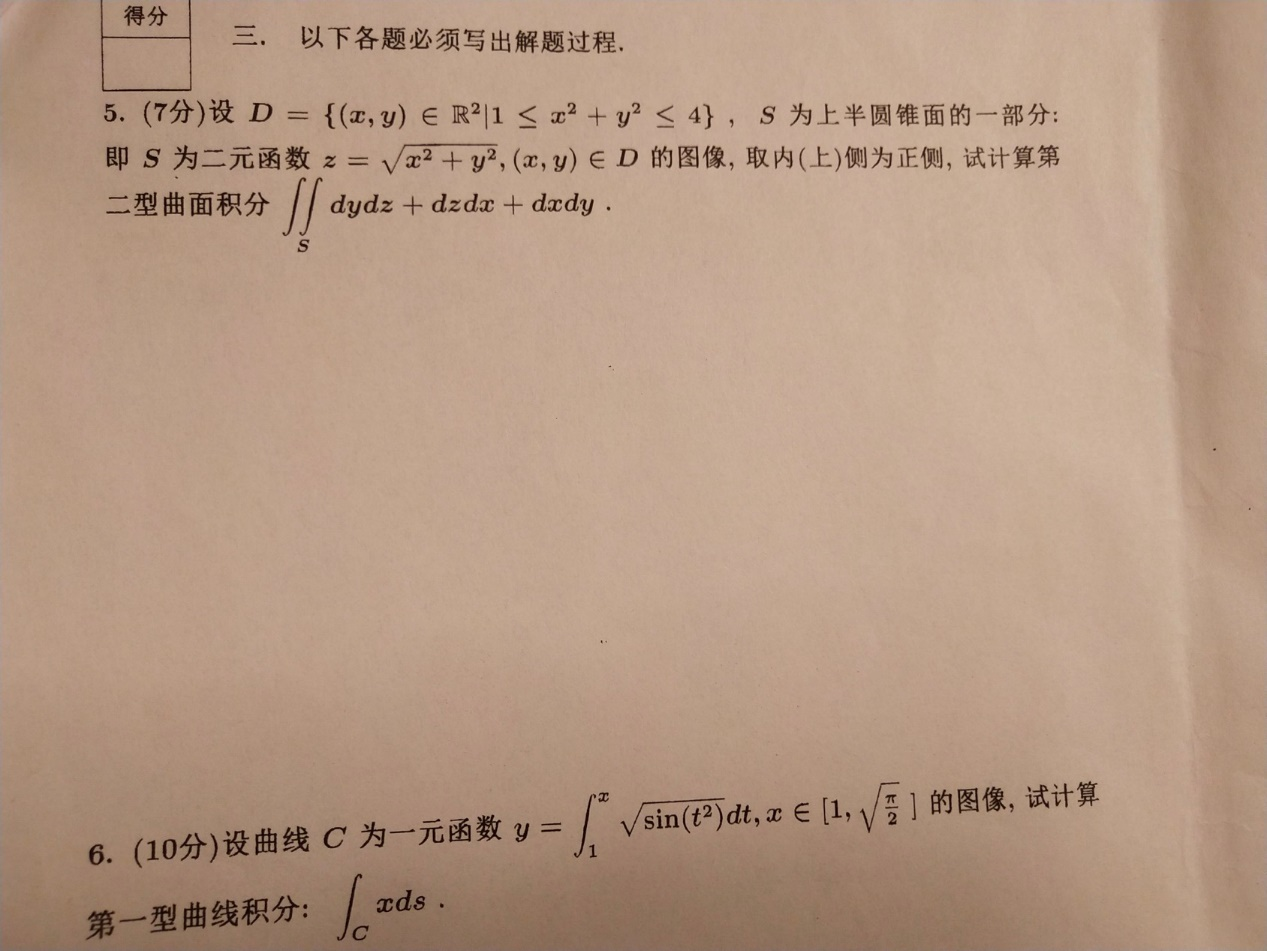 得分
三. 以下各题必须写出解题过程.
5. (7分)设 D = {(x, y) ∈ ℝ²|1 ≤ x² + y² ≤ 4} , S 为上半圆锥面的一部分:
即 S 为二元函数 z = √(x² + y²), (x, y) ∈ D 的图像, 取内(上)侧为正侧, 试计算第
二型曲面积分 ∬_S dydz + dzdx + dxdy .
6. (10分)设曲线 C 为一元函数 y = ∫_1^x √(sin(t²))dt, x ∈ [1, √(π/2) ] 的图像, 试计算
第一型曲线积分: ∫_C xds .